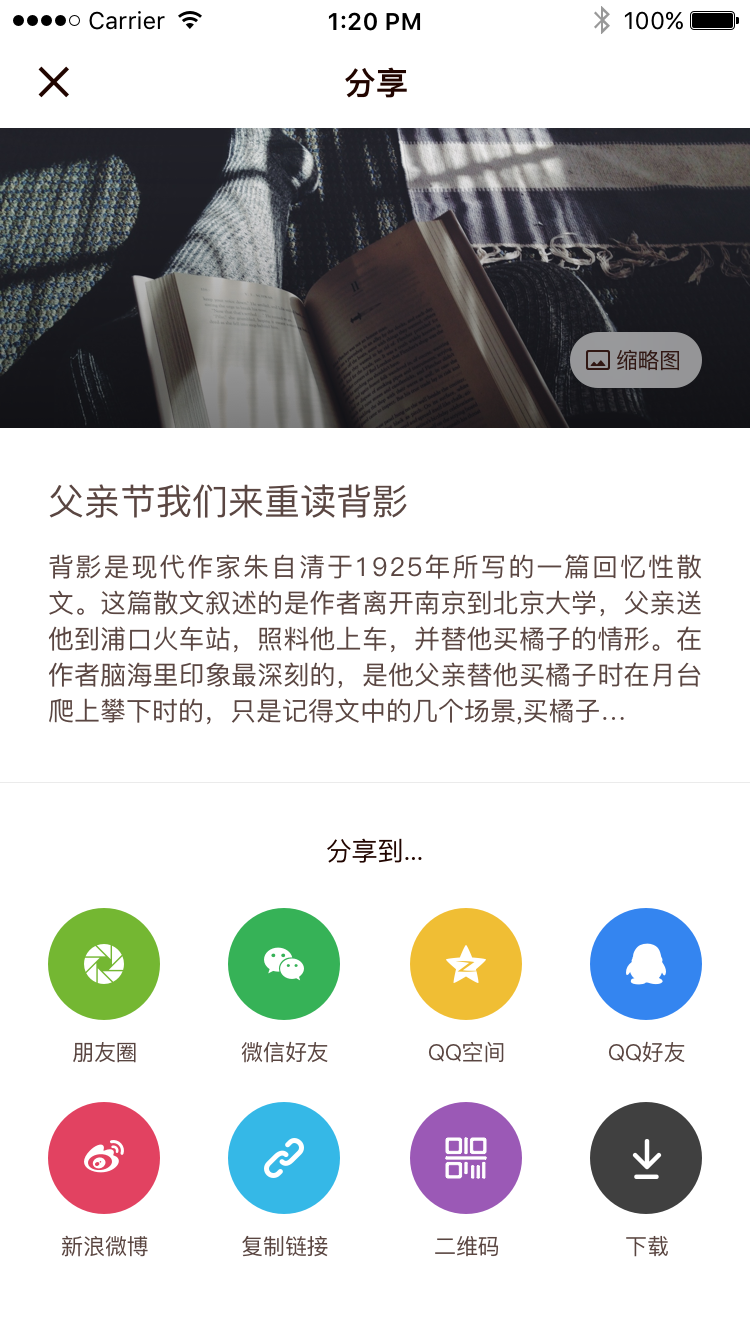 Carrier 1:20 PM 100%
分享
缩略图
父亲节我们来重读背影
背影是现代作家朱自清于1925年所写的一篇回忆性散
文。这篇散文叙述的是作者离开南京到北京大学，父亲送
他到浦口火车站，照料他上车，并替他买橘子的情形。在
作者脑海里印象最深刻的，是他父亲替他买橘子时在月台
爬上攀下时的，只是记得文中的几个场景,买橘子...
分享到...
朋友圈 微信好友 QQ空间 QQ好友
新浪微博 复制链接 二维码 下载